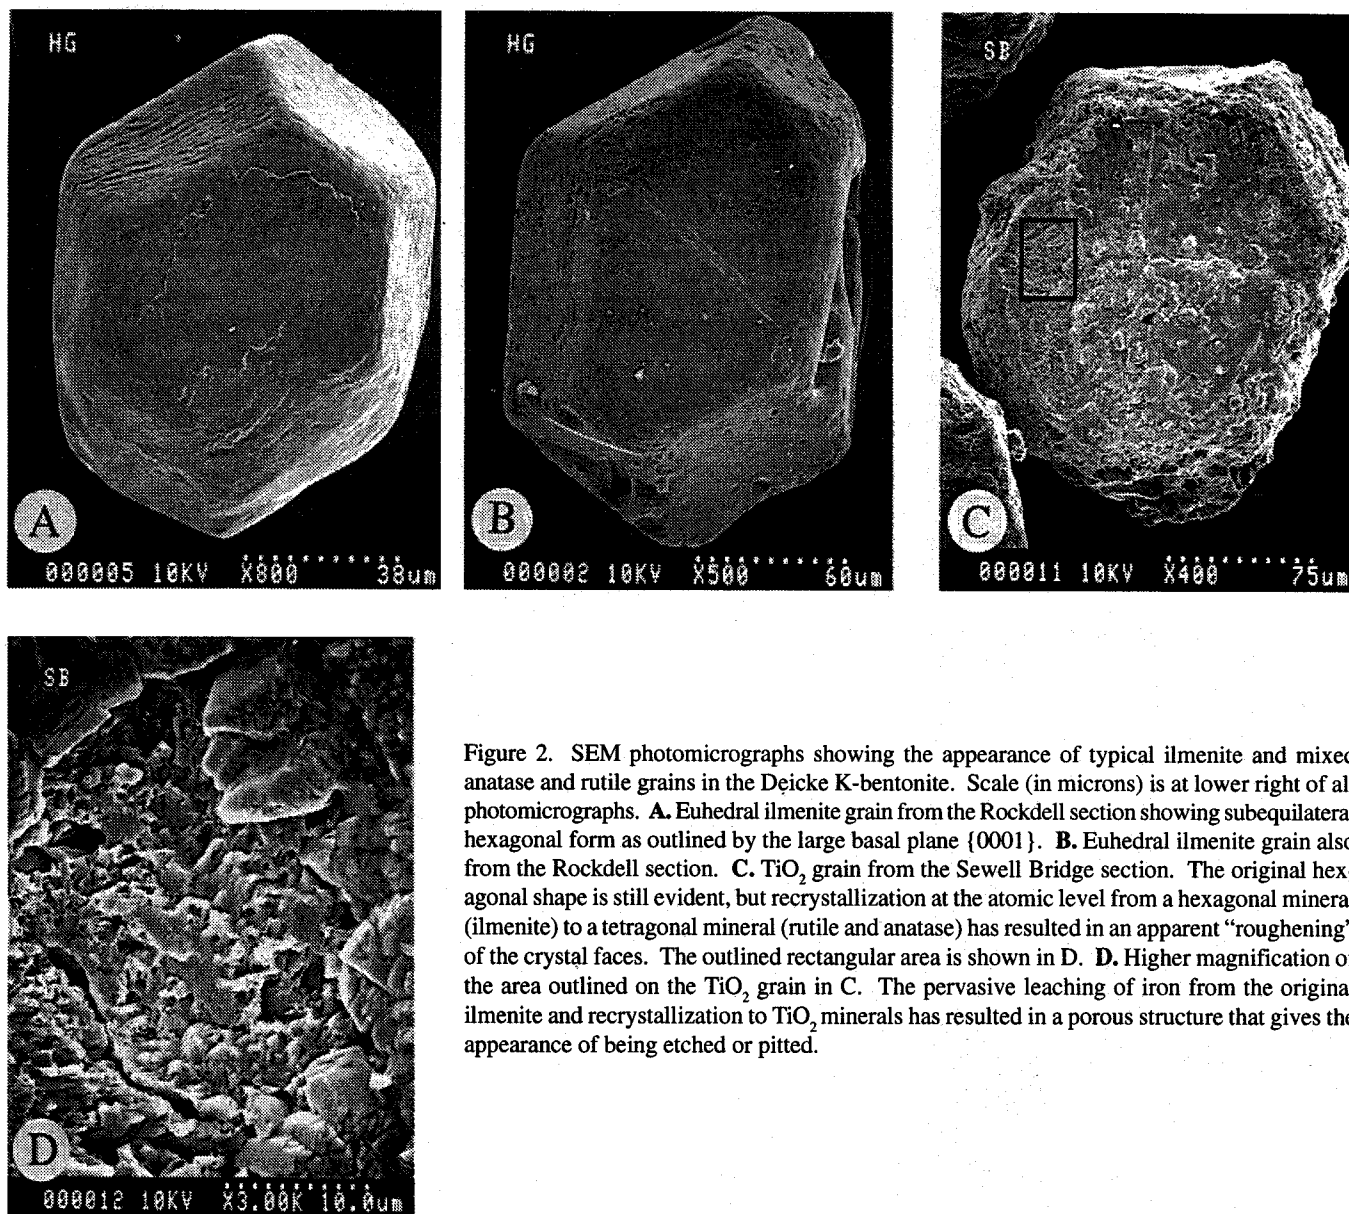 HG
HG
SB
A
B
C
000005 10KV X800 38um
000002 10KV X500 60um
000011 10KV X400 75um
SB
D
000012 10KV X3.00K 10.0um
Figure 2. SEM photomicrographs showing the appearance of typical ilmenite and mixed
anatase and rutile grains in the Deicke K-bentonite. Scale (in microns) is at lower right of al
photomicrographs. A. Euhedral ilmenite grain from the Rockdell section showing subequilatera
hexagonal form as outlined by the large basal plane {0001}. B. Euhedral ilmenite grain also
from the Rockdell section. C. TiO₂ grain from the Sewell Bridge section. The original hex-
agonal shape is still evident, but recrystallization at the atomic level from a hexagonal minera
(ilmenite) to a tetragonal mineral (rutile and anatase) has resulted in an apparent “roughening”
of the crystal faces. The outlined rectangular area is shown in D. D. Higher magnification o
the area outlined on the TiO₂ grain in C. The pervasive leaching of iron from the origina
ilmenite and recrystallization to TiO₂ minerals has resulted in a porous structure that gives the
appearance of being etched or pitted.